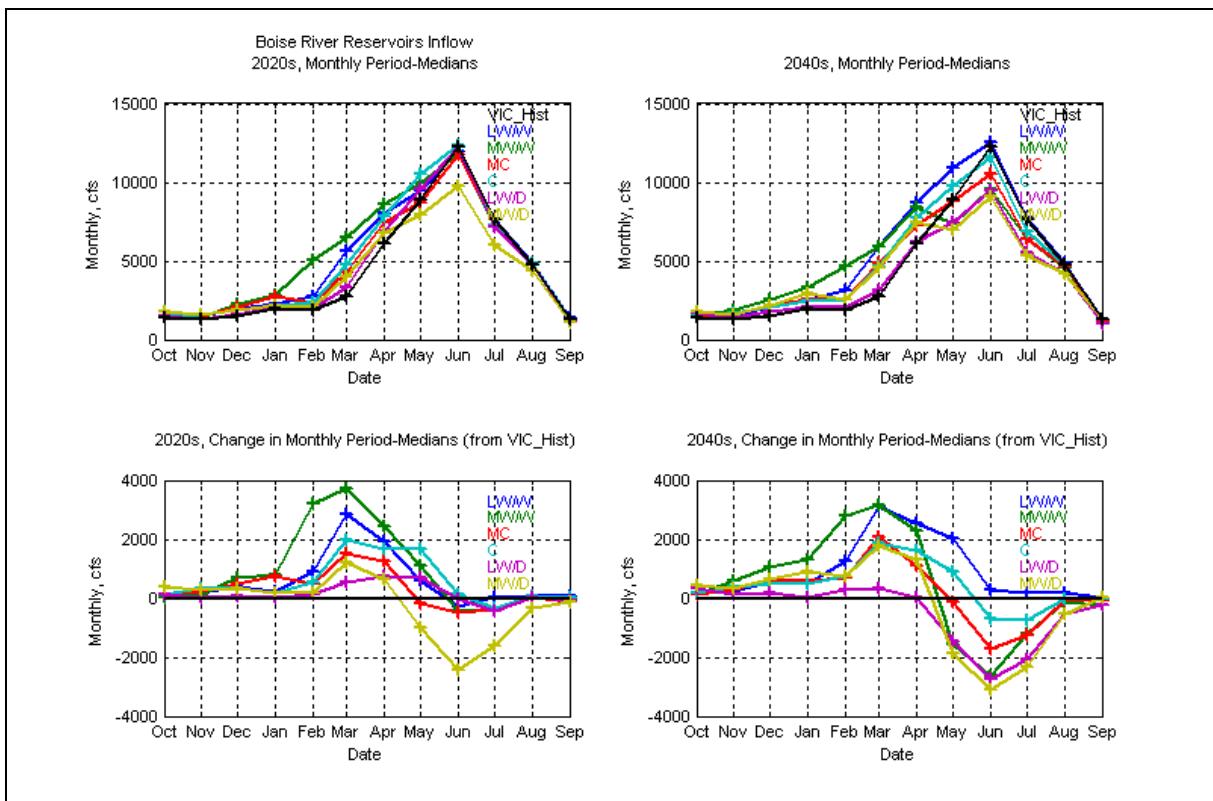 Boise River Reservoirs Inflow
2020s, Monthly Period-Medians
15000
10000
5000
0
Monthly, cfs
VIC_Hist
LW/W
MW/W
MC
C
LW/D
MW/D
Oct Nov Dec Jan Feb Mar Apr May Jun Jul Aug Sep
Date
2040s, Monthly Period-Medians
15000
10000
5000
0
Monthly, cfs
VIC_Hist
LW/W
MW/W
MC
C
LW/D
MW/D
Oct Nov Dec Jan Feb Mar Apr May Jun Jul Aug Sep
Date
2020s, Change in Monthly Period-Medians (from VIC_Hist)
4000
2000
0
-2000
-4000
Monthly, cfs
LW/W
MW/W
MC
C
LW/D
MW/D
Oct Nov Dec Jan Feb Mar Apr May Jun Jul Aug Sep
Date
2040s, Change in Monthly Period-Medians (from VIC_Hist)
4000
2000
0
-2000
-4000
Monthly, cfs
LW/W
MW/W
MC
C
LW/D
MW/D
Oct Nov Dec Jan Feb Mar Apr May Jun Jul Aug Sep
Date